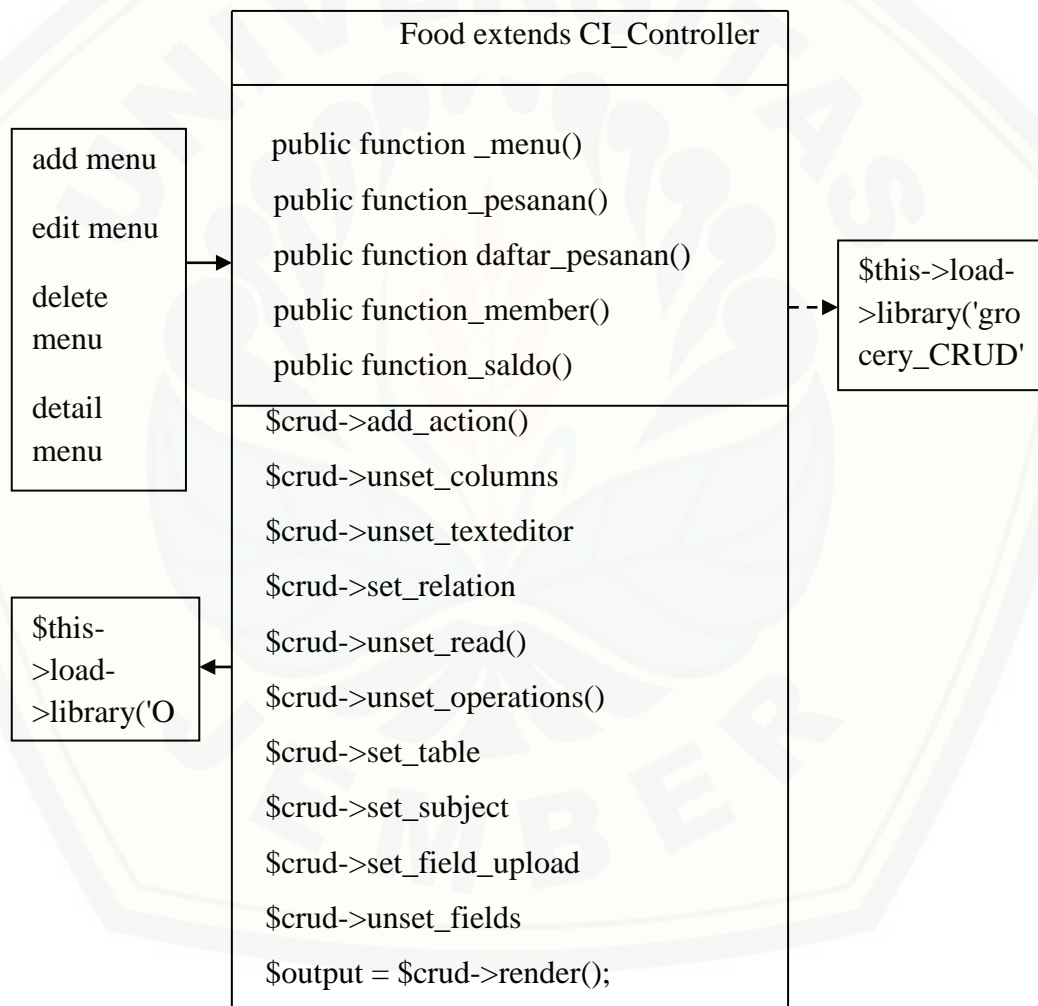 Food extends CI_Controller
public function _menu()
public function_pesanan()
public function daftar_pesanan()
public function_member()
public function_saldo()
add menu
edit menu
delete
menu
detail
menu
$this->load-
>library('gro
cery_CRUD'
$crud->add_action()
$crud->unset_columns
$crud->unset_texteditor
$crud->set_relation
$crud->unset_read()
$crud->unset_operations()
$crud->set_table
$crud->set_subject
$crud->set_field_upload
$crud->unset_fields
$output = $crud->render();
$this-
>load-
>library('O
UNIVERSITAS
JEMBER